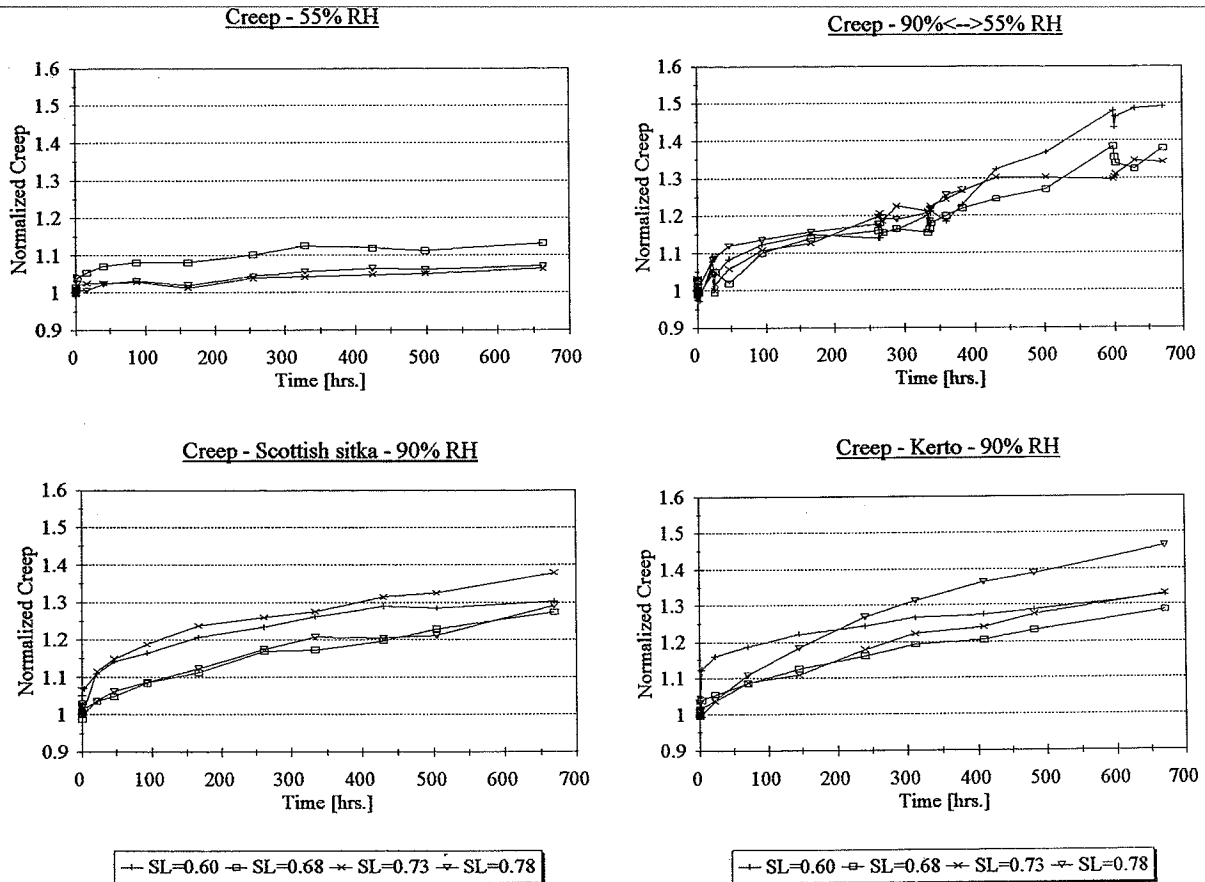 Creep - 55% RH
Normalized Creep
1.6
1.5
1.4
1.3
1.2
1.1
1
0.9
0 100 200 300 400 500 600 700
Time [hrs.]
Creep - 90%<-->55% RH
Normalized Creep
1.6
1.5
1.4
1.3
1.2
1.1
1
0.9
0 100 200 300 400 500 600 700
Time [hrs.]
Creep - Scottish sitka - 90% RH
Normalized Creep
1.6
1.5
1.4
1.3
1.2
1.1
1
0.9
0 100 200 300 400 500 600 700
Time [hrs.]
Creep - Kerto - 90% RH
Normalized Creep
1.6
1.5
1.4
1.3
1.2
1.1
1
0.9
0 100 200 300 400 500 600 700
Time [hrs.]
SL=0.60 SL=0.68 SL=0.73 SL=0.78
SL=0.60 SL=0.68 SL=0.73 SL=0.78